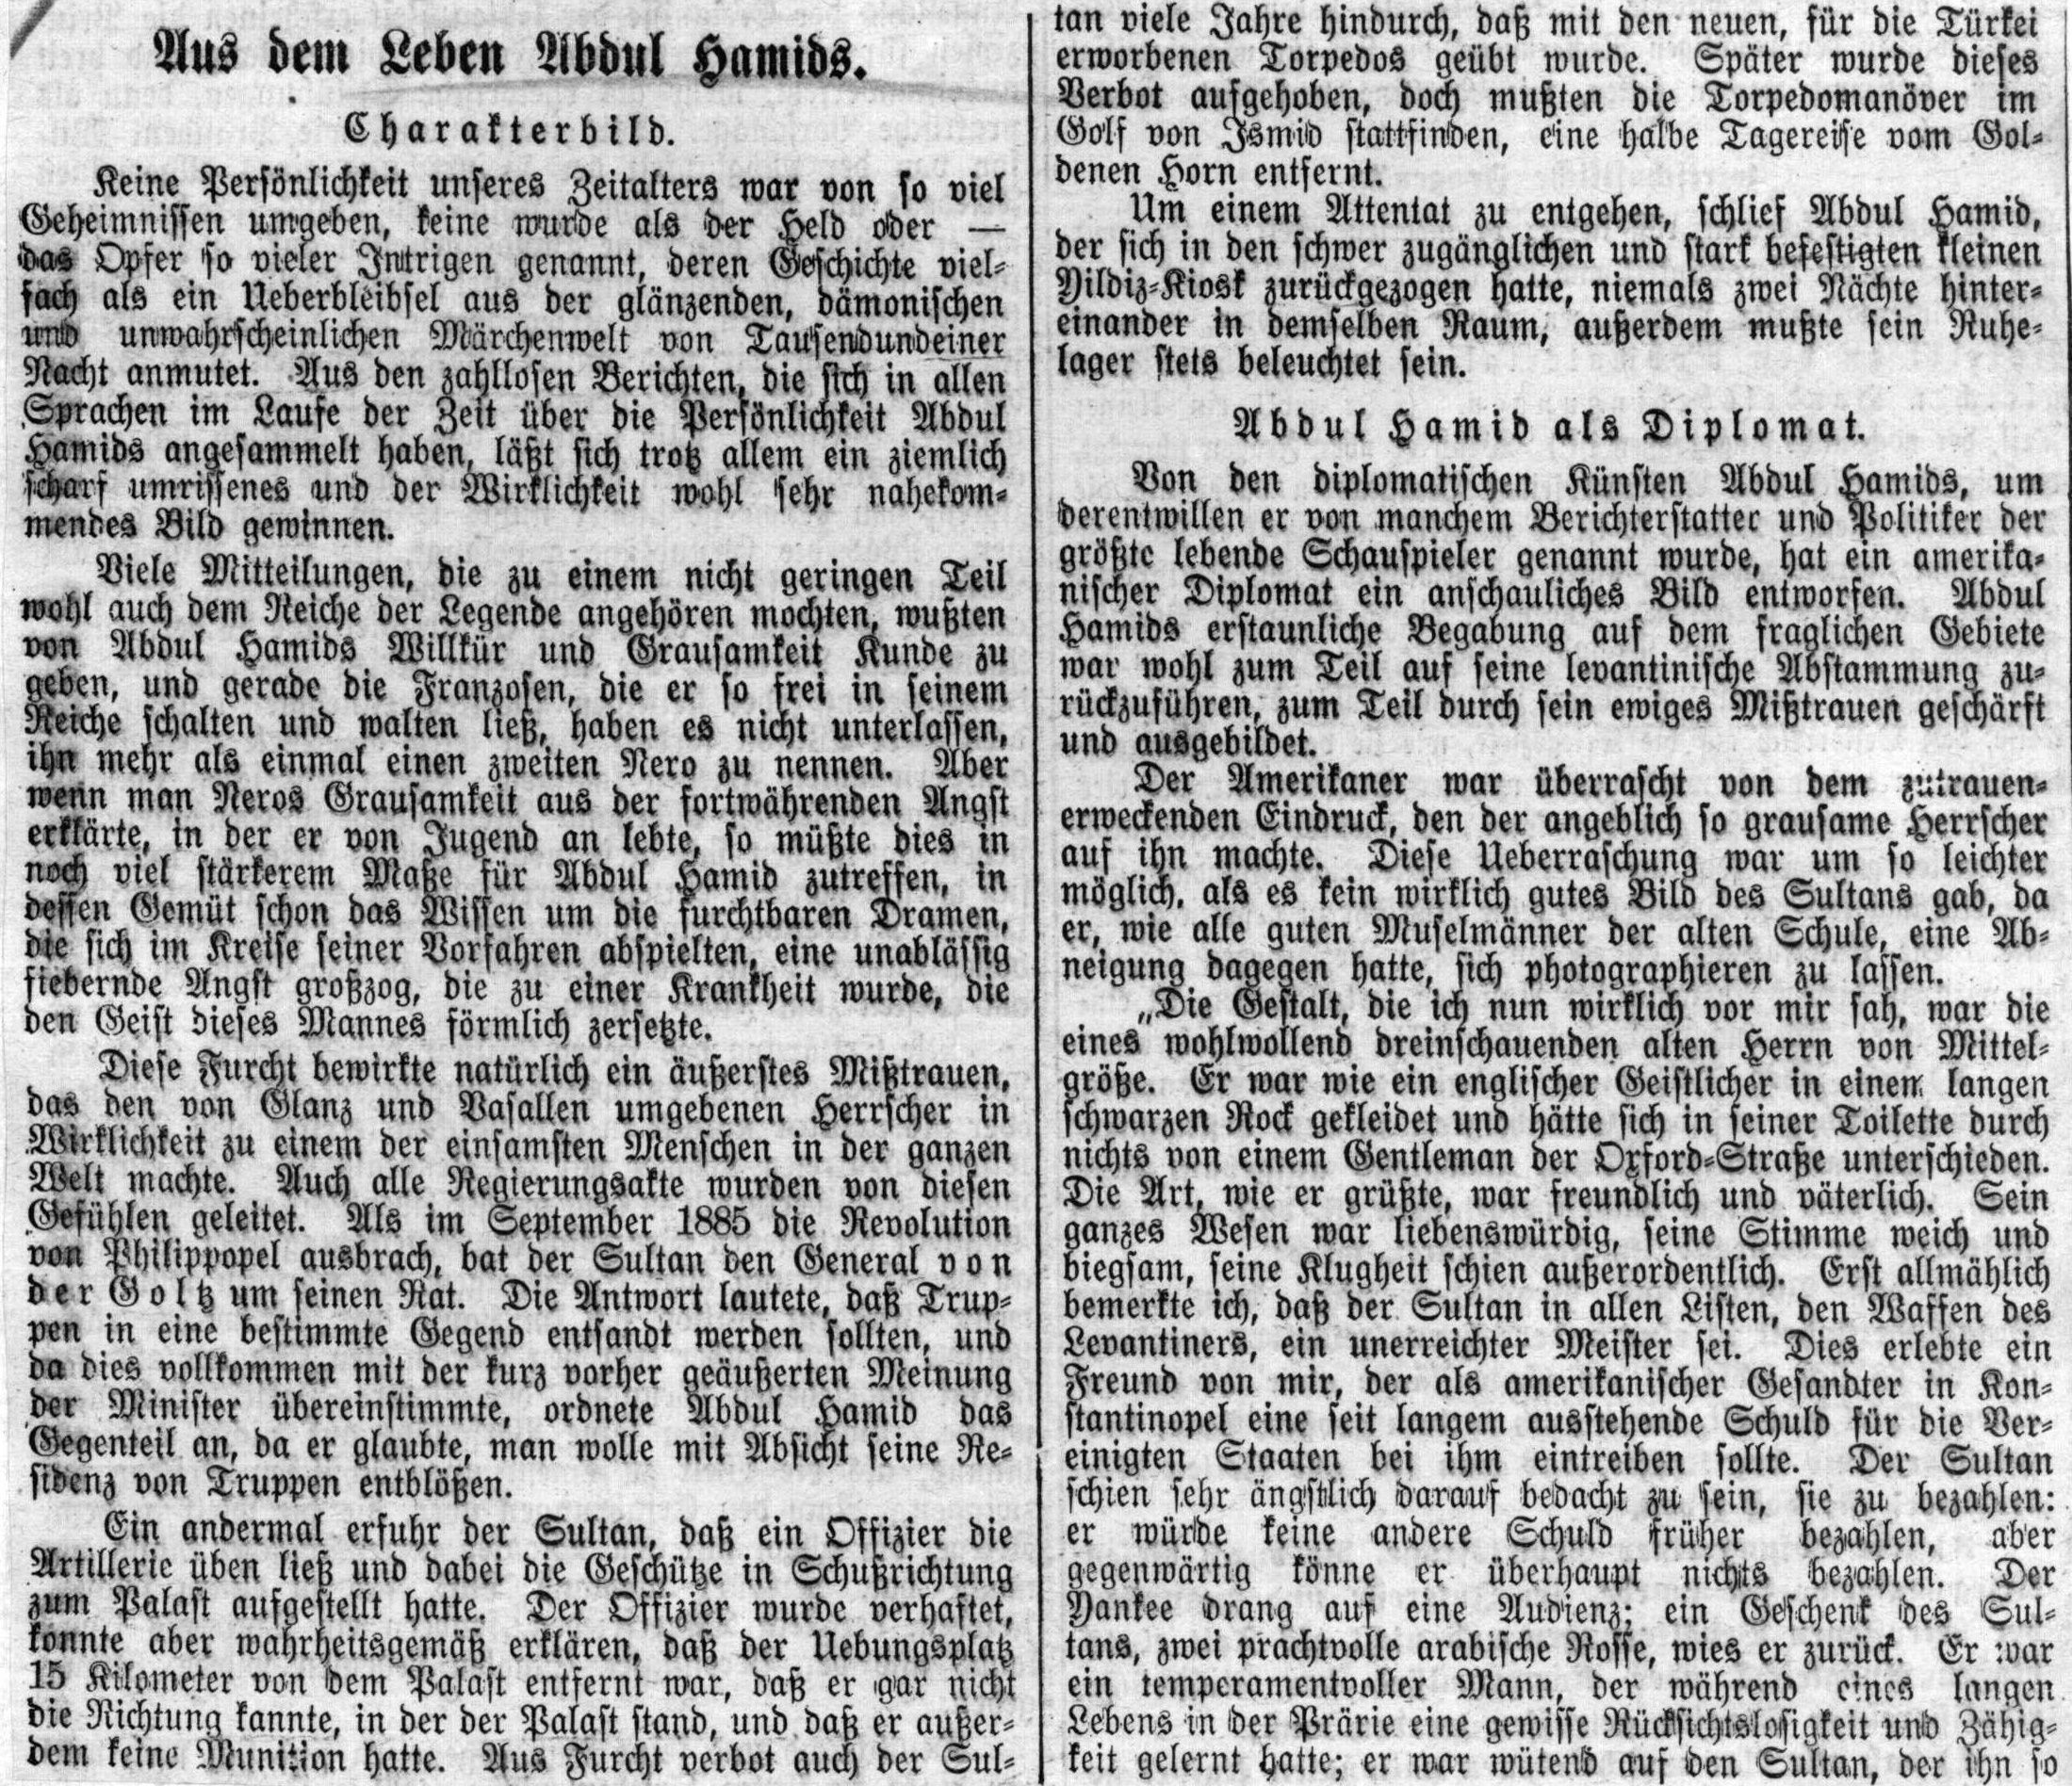 Aus dem Leben Abdul Hamids.
Charakterbild.
Keine Persönlichkeit unseres Zeitalters war von so viel
Geheimnissen umgeben, keine wurde als der Held oder —
das Opfer so vieler Intrigen genannt, deren Geschichte viel-
fach als ein Ueberbleibsel aus der glänzenden, dämonischen
und unwahrscheinlichen Märchenwelt von Tausendundeiner
Nacht anmutet. Aus den zahllosen Berichten, die sich in allen
Sprachen im Laufe der Zeit über die Persönlichkeit Abdul
Hamids angesammelt haben, läßt sich trotz allem ein ziemlich
scharf umrissenes und der Wirklichkeit wohl sehr nahekom-
mendes Bild gewinnen.
Viele Mitteilungen, die zu einem nicht geringen Teil
wohl auch dem Reiche der Legende angehören mochten, wußten
von Abdul Hamids Willkür und Grausamkeit Kunde zu
geben, und gerade die Franzosen, die er so frei in seinem
Reiche schalten und walten ließ, haben es nicht unterlassen,
ihn mehr als einmal einen zweiten Nero zu nennen. Aber
wenn man Neros Grausamkeit aus der fortwährenden Angst
erklärte, in der er von Jugend an lebte, so müßte dies in
noch viel stärkerem Maße für Abdul Hamid zutreffen, in
dessen Gemüt schon das Wissen um die furchtbaren Dramen,
die sich im Kreise seiner Vorfahren abspielten, eine unablässig
fiebernde Angst großzog, die zu einer Krankheit wurde, die
den Geist dieses Mannes förmlich zersetzte.
Diese Furcht bewirkte natürlich ein äußerstes Mißtrauen,
das den von Glanz und Vasallen umgebenen Herrscher in
Wirklichkeit zu einem der einsamsten Menschen in der ganzen
Welt machte. Auch alle Regierungsakte wurden von diesen
Gefühlen geleitet. Als im September 1885 die Revolution
von Philippopel ausbrach, bat der Sultan den General von
der Goltz um seinen Rat. Die Antwort lautete, daß Trup-
pen in eine bestimmte Gegend entsandt werden sollten, und
da dies vollkommen mit der kurz vorher geäußerten Meinung
der Minister übereinstimmte, ordnete Abdul Hamid das
Gegenteil an, da er glaubte, man wolle mit Absicht seine Re-
sidenz von Truppen entblößen.
Ein andermal erfuhr der Sultan, daß ein Offizier die
Artillerie üben ließ und dabei die Geschütze in Schußrichtung
zum Palast aufgestellt hatte. Der Offizier wurde verhaftet,
konnte aber wahrheitsgemäß erklären, daß der Uebungsplatz
15 Kilometer von dem Palast entfernt war, daß er gar nicht
die Richtung kannte, in der der Palast stand, und daß er außer-
dem keine Munition hatte. Aus Furcht verbot auch der Sul-
tan viele Jahre hindurch, daß mit den neuen, für die Türkei
erworbenen Torpedos geübt wurde. Später wurde dieses
Verbot aufgehoben, doch mußten die Torpedomanöver im
Golf von Ismid stattfinden, eine halbe Tagereise vom Gol-
denen Horn entfernt.
Um einem Attentat zu entgehen, schlief Abdul Hamid,
der sich in den schwer zugänglichen und stark befestigten kleinen
Yildiz-Kiosk zurückgezogen hatte, niemals zwei Nächte hinter-
einander in demselben Raum, außerdem mußte sein Ruhe-
lager stets beleuchtet sein.
Abdul Hamid als Diplomat.
Von den diplomatischen Künsten Abdul Hamids, um
derentwillen er von manchem Berichterstatter und Politiker der
größte lebende Schauspieler genannt wurde, hat ein amerika-
nischer Diplomat ein anschauliches Bild entworfen. Abdul
Hamids erstaunliche Begabung auf dem fraglichen Gebiete
war wohl zum Teil auf seine levantinische Abstammung zu-
rückzuführen, zum Teil durch sein ewiges Mißtrauen geschärft
und ausgebildet.
Der Amerikaner war überrascht von dem zutrauen-
erweckenden Eindruck, den der angeblich so grausame Herrscher
auf ihn machte. Diese Ueberraschung war um so leichter
möglich, als es kein wirklich gutes Bild des Sultans gab, da
er, wie alle guten Muselmänner der alten Schule, eine Ab-
neigung dagegen hatte, sich photographieren zu lassen.
„Die Gestalt, die ich nun wirklich vor mir sah, war die
eines wohlwollend dreinschauenden alten Herrn von Mittel-
größe. Er war wie ein englischer Geistlicher in einem langen
schwarzen Rock gekleidet und hätte sich in seiner Toilette durch
nichts von einem Gentleman der Oxford-Straße unterschieden.
Die Art, wie er grüßte, war freundlich und väterlich. Sein
ganzes Wesen war liebenswürdig, seine Stimme weich und
biegsam, seine Klugheit schien außerordentlich. Erst allmählich
bemerkte ich, daß der Sultan in allen Listen, den Waffen des
Levantiners, ein unerreichter Meister sei. Dies erlebte ein
Freund von mir, der als amerikanischer Gesandter in Kon-
stantinopel eine seit langem ausstehende Schuld für die Ver-
einigten Staaten bei ihm eintreiben sollte. Der Sultan
schien sehr ängstlich darauf bedacht zu sein, sie zu bezahlen:
er würde keine andere Schuld früher bezahlen, aber
gegenwärtig könne er überhaupt nichts bezahlen. Der
Yankee drang auf eine Audienz; ein Geschenk des Sul-
tans, zwei prachtvolle arabische Rosse, wies er zurück. Er war
ein temperamentvoller Mann, der während eines langen
Lebens in der Prärie eine gewisse Rücksichtslosigkeit und Zähig-
keit gelernt hatte; er war wütend auf den Sultan, der ihn so